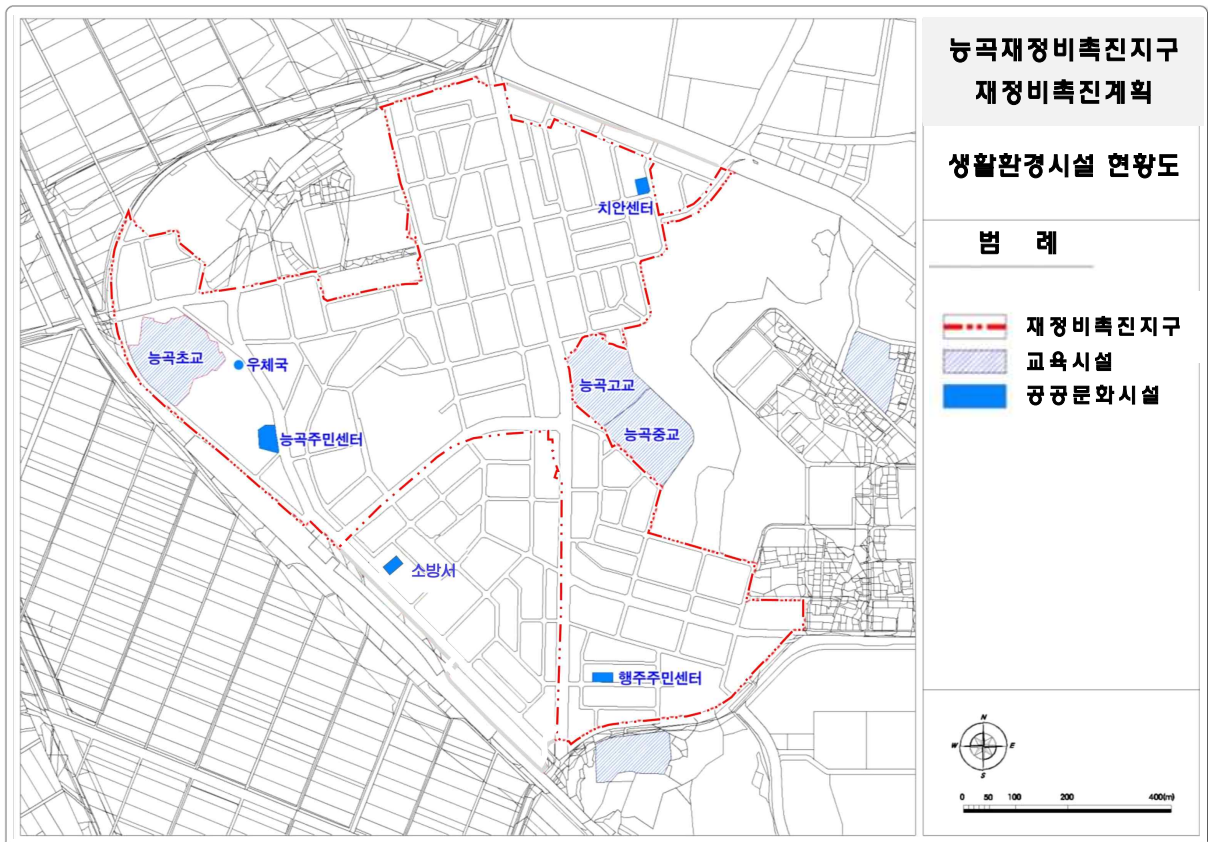 능곡재정비촉진지구
재정비촉진계획
생활환경시설 현황도
범 례
재정비촉진지구
교육시설
공공문화시설
치안센터
능곡초교
우체국
능곡고교
능곡중교
능곡주민센터
소방서
행주주민센터
N
W
E
S
0 50 100 200 400(m)